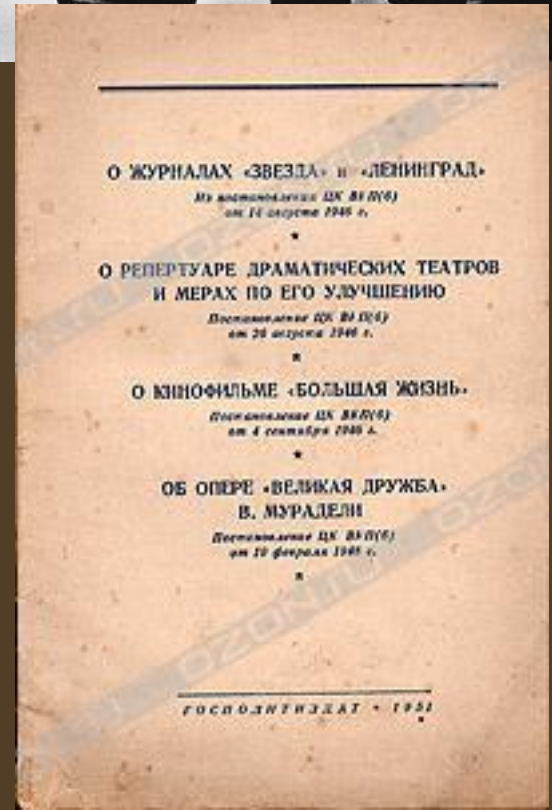 О ЖУРНАЛАХ «ЗВЕЗДА» и «ЛЕНИНГРАД»
Из постановления ЦК ВКП(б)
от 14 августа 1946 г.
О РЕПЕРТУАРЕ ДРАМАТИЧЕСКИХ ТЕАТРОВ
И МЕРАХ ПО ЕГО УЛУЧШЕНИЮ
Постановление ЦК ВКП(б)
от 26 августа 1946 г.
О КИНОФИЛЬМЕ «БОЛЬШАЯ ЖИЗНЬ»
Постановление ЦК ВКП(б)
от 4 сентября 1946 г.
ОБ ОПЕРЕ «ВЕЛИКАЯ ДРУЖБА»
В. МУРАДЕЛИ
Постановление ЦК ВКП(б)
от 10 февраля 1948 г.
ГОСПОЛИТИЗДАТ • 1951
OZON.RU